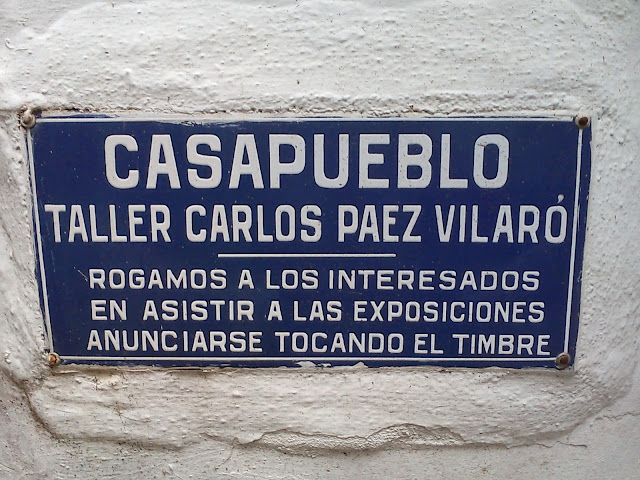 CASAPUEBLO
TALLER CARLOS PAEZ VILARÓ
ROGAMOS A LOS INTERESADOS
EN ASISTIR A LAS EXPOSICIONES
ANUNCIARSE TOCANDO EL TIMBRE